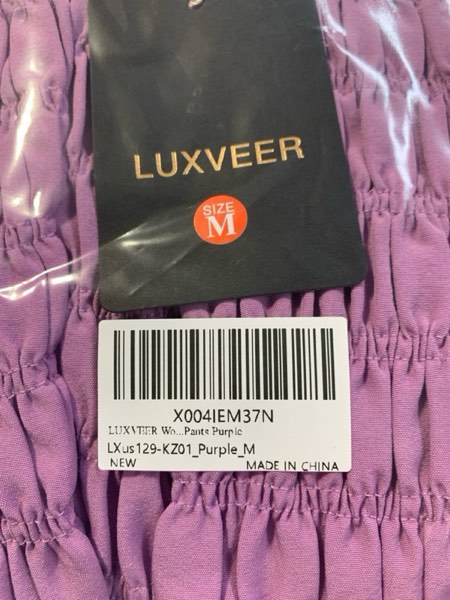 LUXVEER
SIZE
M
X004IEM37N
LUXVEER Wo...Pants Purple
LXus129-KZ01_Purple_M
NEW MADE IN CHINA